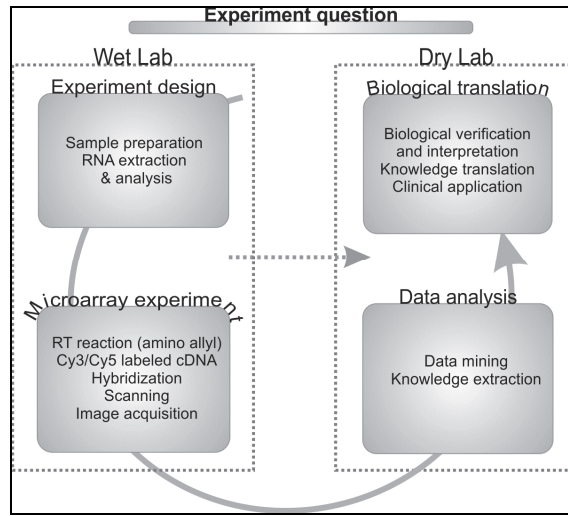 Experiment question
Wet Lab
Experiment design
Sample preparation
RNA extraction
& analysis
Microarray experiment
RT reaction (amino allyl)
Cy3/Cy5 labeled cDNA
Hybridization
Scanning
Image acquisition
Dry Lab
Biological translation
Biological verification
and interpretation
Knowledge translation
Clinical application
Data analysis
Data mining
Knowledge extraction